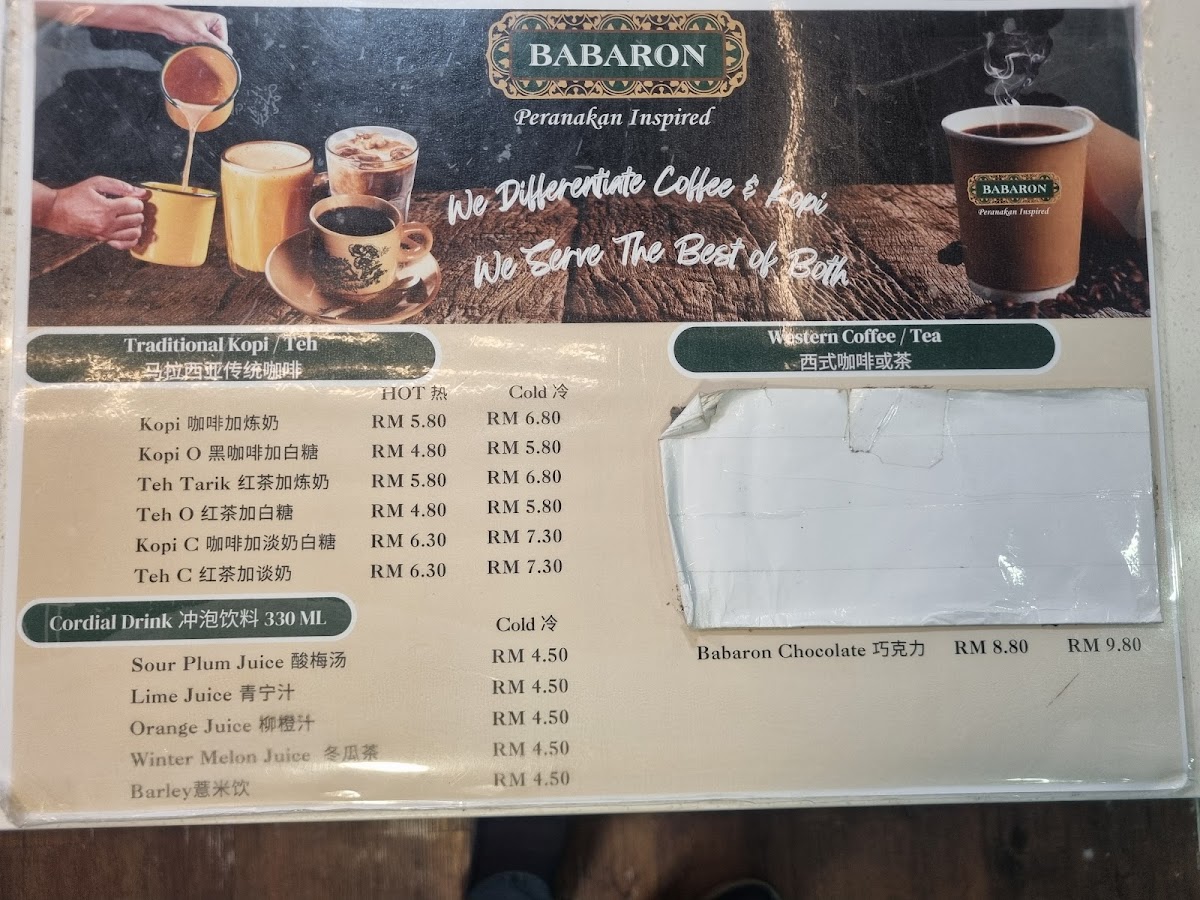 BABARON
Peranakan Inspired
We Differentiate Coffee & Kopi
We Serve The Best of Both
BABARON
Peranakan Inspired
Traditional Kopi / Teh
马拉西亚传统咖啡
HOT 热 Cold 冷
Kopi 咖啡加炼奶 RM 5.80 RM 6.80
Kopi O 黑咖啡加白糖 RM 4.80 RM 5.80
Teh Tarik 红茶加炼奶 RM 5.80 RM 6.80
Teh O 红茶加白糖 RM 4.80 RM 5.80
Kopi C 咖啡加淡奶白糖 RM 6.30 RM 7.30
Teh C 红茶加谈奶 RM 6.30 RM 7.30
Cordial Drink 冲泡饮料 330 ML
Cold 冷
Sour Plum Juice 酸梅汤 RM 4.50
Lime Juice 青宁汁 RM 4.50
Orange Juice 柳橙汁 RM 4.50
Winter Melon Juice 冬瓜茶 RM 4.50
Barley薏米饮 RM 4.50
Western Coffee / Tea
西式咖啡或茶
Babaron Chocolate 巧克力 RM 8.80 RM 9.80